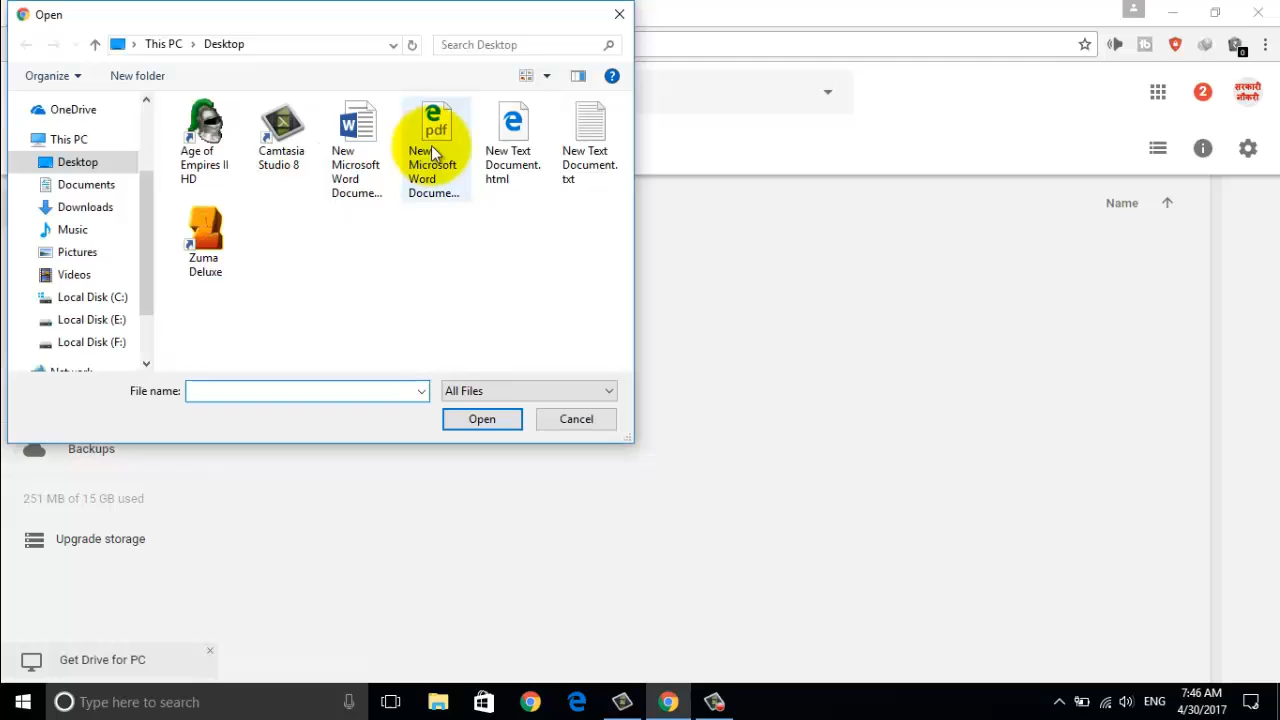 Open
This PC
Desktop
Search Desktop
Organize
New folder
OneDrive
This PC
Desktop
Documents
Downloads
Music
Pictures
Videos
Local Disk (C:)
Local Disk (E:)
Local Disk (F:)
Age of
Empires II
HD
Camtasia
Studio 8
New
Microsoft
Word
Docume...
pdf
New
Microsoft
Word
Docume...
New Text
Document.
html
New Text
Document.
txt
Zuma
Deluxe
File name:
All Files
Open
Cancel
2
सरकारी
नौकरी
Name
Backups
251 MB of 15 GB used
Upgrade storage
Get Drive for PC
Type here to search
ENG
7:46 AM
4/30/2017